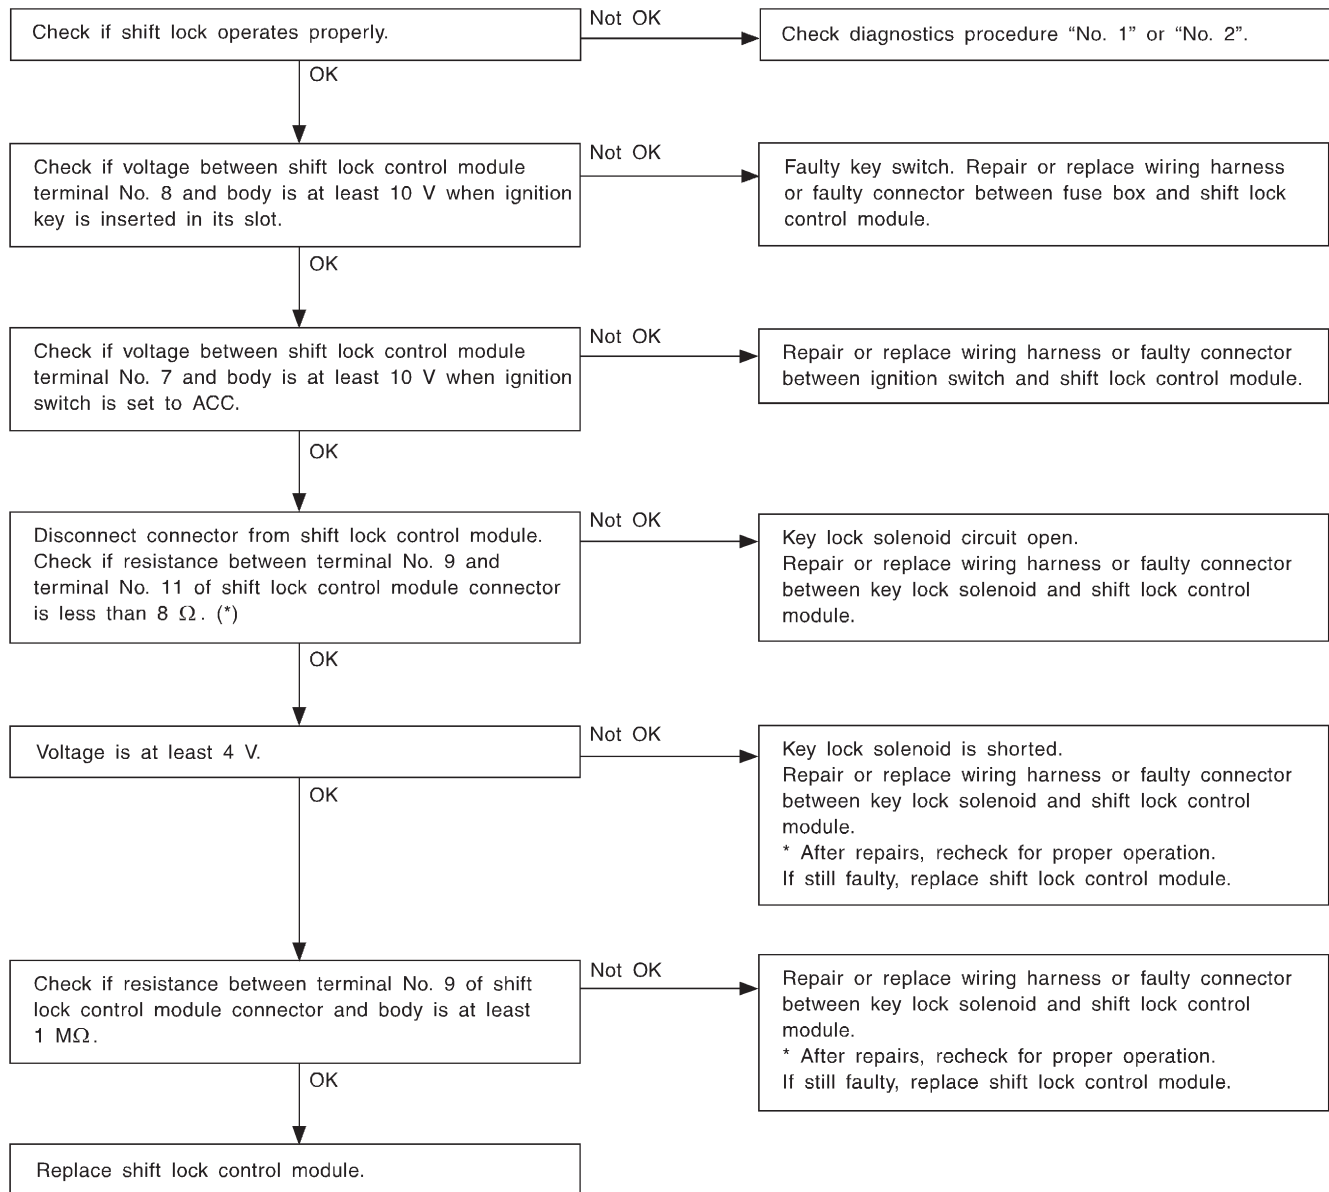 Check if shift lock operates properly.
Not OK
Check diagnostics procedure “No. 1” or “No. 2”.
OK
Check if voltage between shift lock control module
terminal No. 8 and body is at least 10 V when ignition
key is inserted in its slot.
Not OK
Faulty key switch. Repair or replace wiring harness
or faulty connector between fuse box and shift lock
control module.
OK
Check if voltage between shift lock control module
terminal No. 7 and body is at least 10 V when ignition
switch is set to ACC.
Not OK
Repair or replace wiring harness or faulty connector
between ignition switch and shift lock control module.
OK
Disconnect connector from shift lock control module.
Check if resistance between terminal No. 9 and
terminal No. 11 of shift lock control module connector
is less than 8 Ω. (*)
Not OK
Key lock solenoid circuit open.
Repair or replace wiring harness or faulty connector
between key lock solenoid and shift lock control
module.
OK
Voltage is at least 4 V.
Not OK
Key lock solenoid is shorted.
Repair or replace wiring harness or faulty connector
between key lock solenoid and shift lock control
module.
* After repairs, recheck for proper operation.
If still faulty, replace shift lock control module.
OK
Check if resistance between terminal No. 9 of shift
lock control module connector and body is at least
1 MΩ.
Not OK
Repair or replace wiring harness or faulty connector
between key lock solenoid and shift lock control
module.
* After repairs, recheck for proper operation.
If still faulty, replace shift lock control module.
OK
Replace shift lock control module.